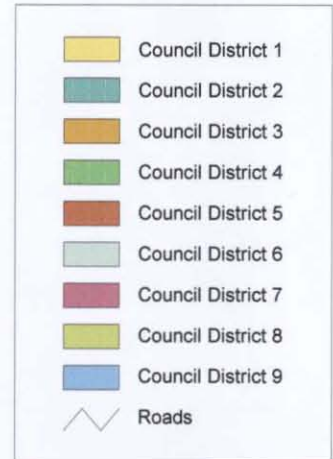 Council District 1
Council District 2
Council District 3
Council District 4
Council District 5
Council District 6
Council District 7
Council District 8
Council District 9
Roads